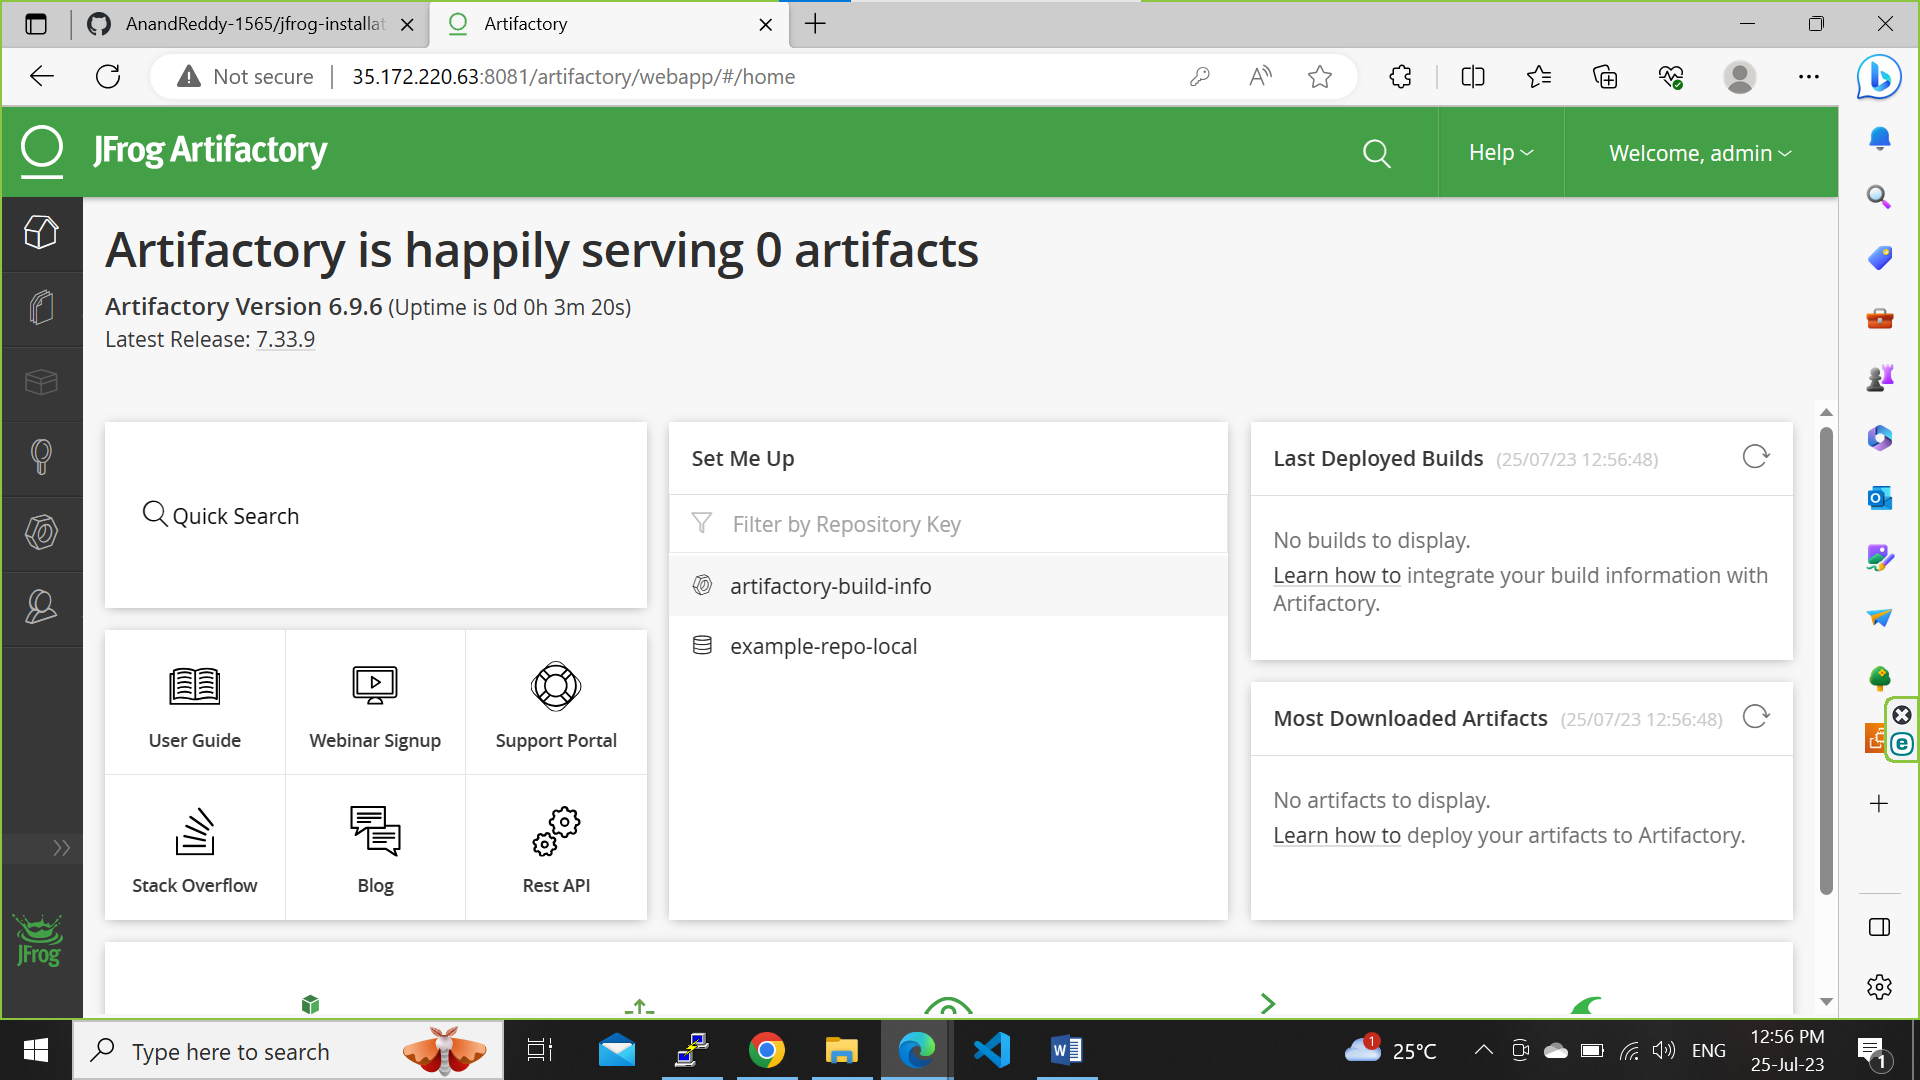 AnandReddy-1565/jfrog-installat
Artifactory
Not secure
35.172.220.63:8081/artifactory/webapp/#/home
JFrog Artifactory
Help
Welcome, admin
Artifactory is happily serving 0 artifacts
Artifactory Version 6.9.6 (Uptime is 0d 0h 3m 20s)
Latest Release: 7.33.9
Quick Search
User Guide
Webinar Signup
Support Portal
Stack Overflow
Blog
Rest API
Set Me Up
Filter by Repository Key
artifactory-build-info
example-repo-local
Last Deployed Builds (25/07/23 12:56:48)
No builds to display.
Learn how to integrate your build information with
Artifactory.
Most Downloaded Artifacts (25/07/23 12:56:48)
No artifacts to display.
Learn how to deploy your artifacts to Artifactory.
JFrog
Type here to search
1
25°C
ENG
12:56 PM
25-Jul-23
1